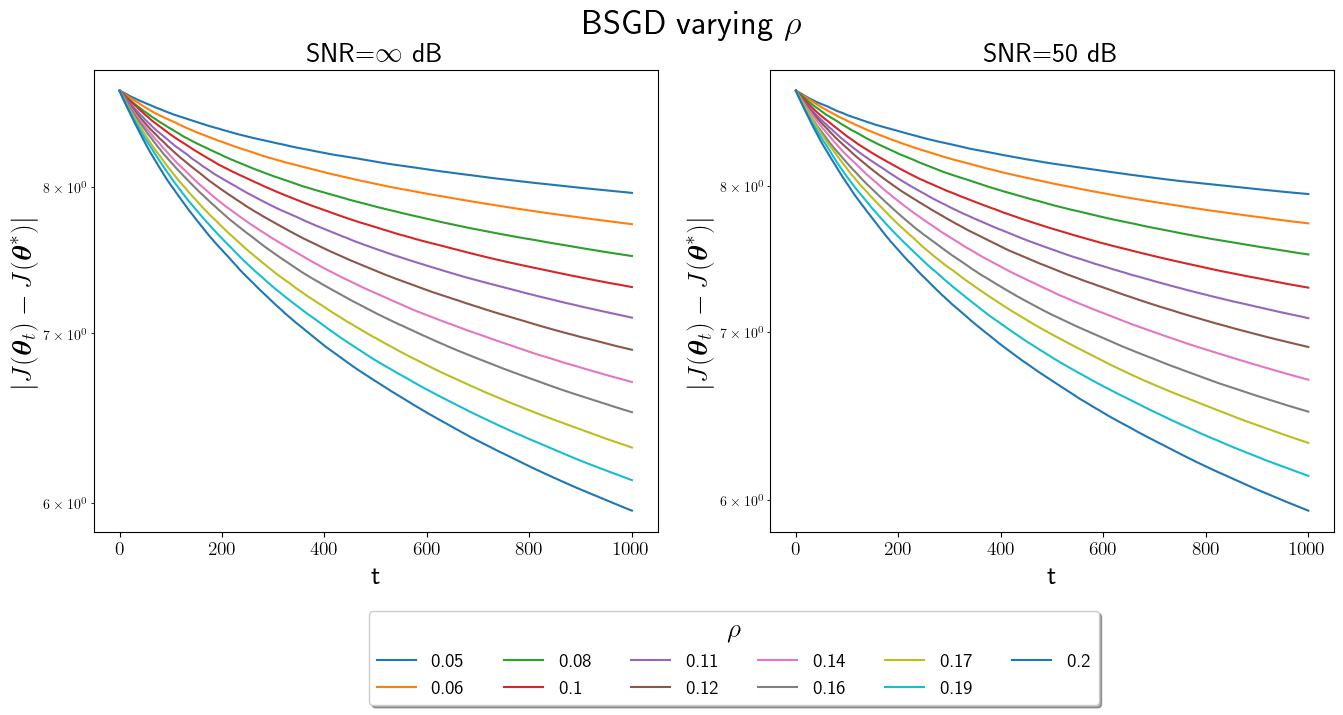 BSGD varying ρ
SNR=∞ dB
8 × 10⁰
7 × 10⁰
6 × 10⁰
|J(θₜ) − J(θ*)|
0 200 400 600 800 1000
t
SNR=50 dB
8 × 10⁰
7 × 10⁰
6 × 10⁰
|J(θₜ) − J(θ*)|
0 200 400 600 800 1000
t
ρ
0.05 0.08 0.11 0.14 0.17 0.2
0.06 0.1 0.12 0.16 0.19